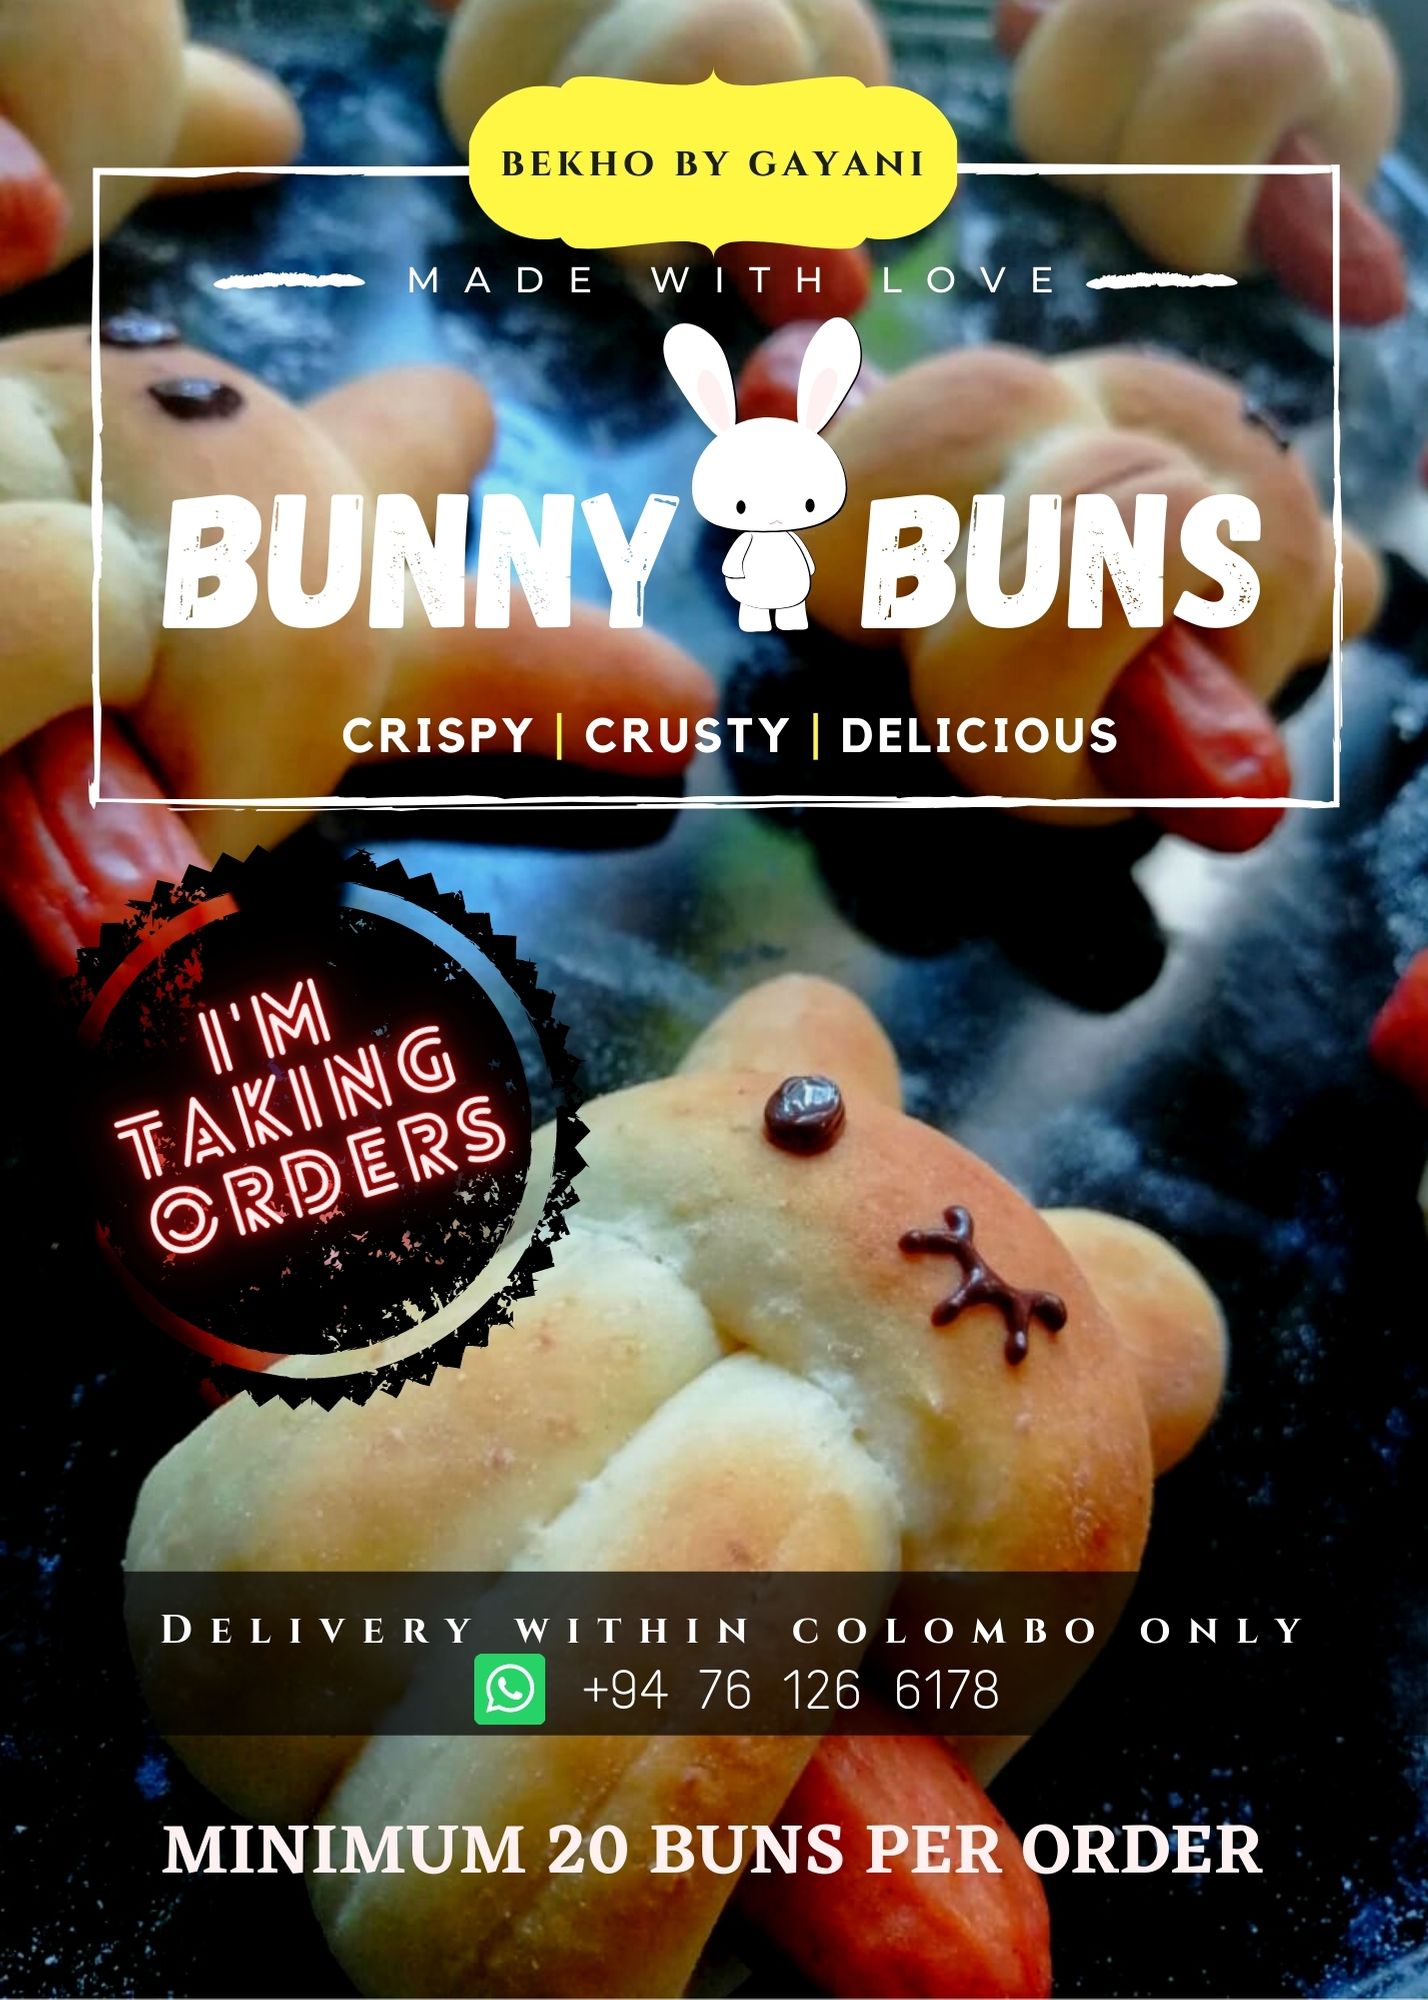 BEKHO BY GAYANI
MADE WITH LOVE
BUNNY BUNS
CRISPY | CRUSTY | DELICIOUS
I'M
TAKING
ORDERS
DELIVERY WITHIN COLOMBO ONLY
+94 76 126 6178
MINIMUM 20 BUNS PER ORDER